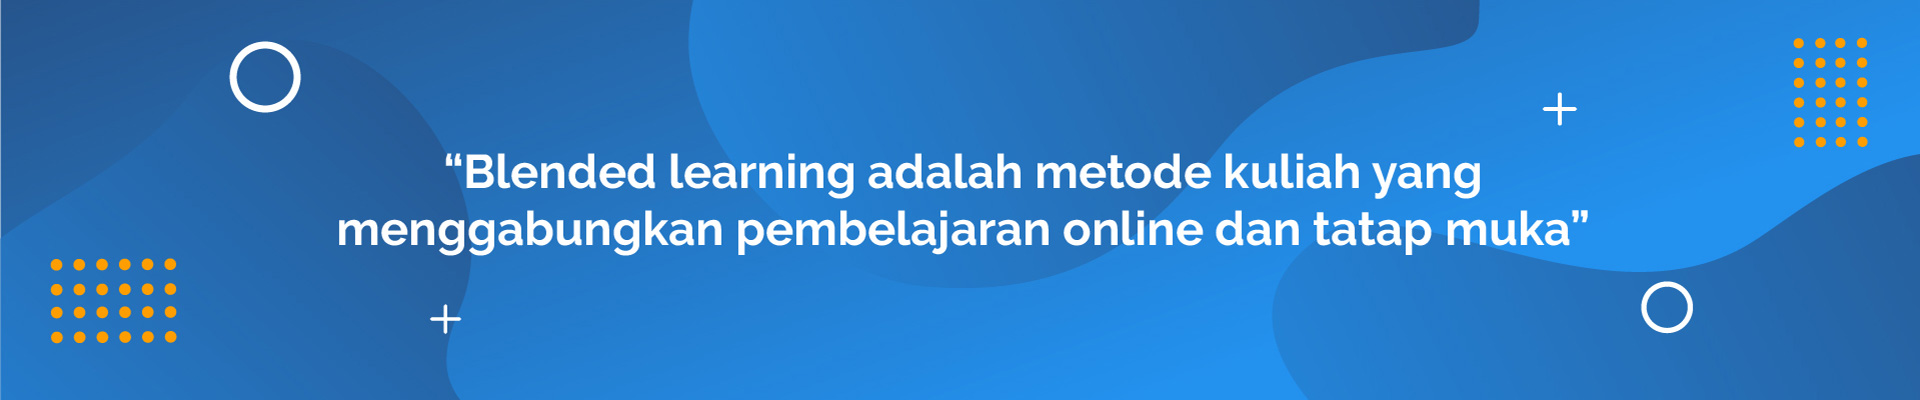 “Blended learning adalah metode kuliah yang
menggabungkan pembelajaran online dan tatap muka”